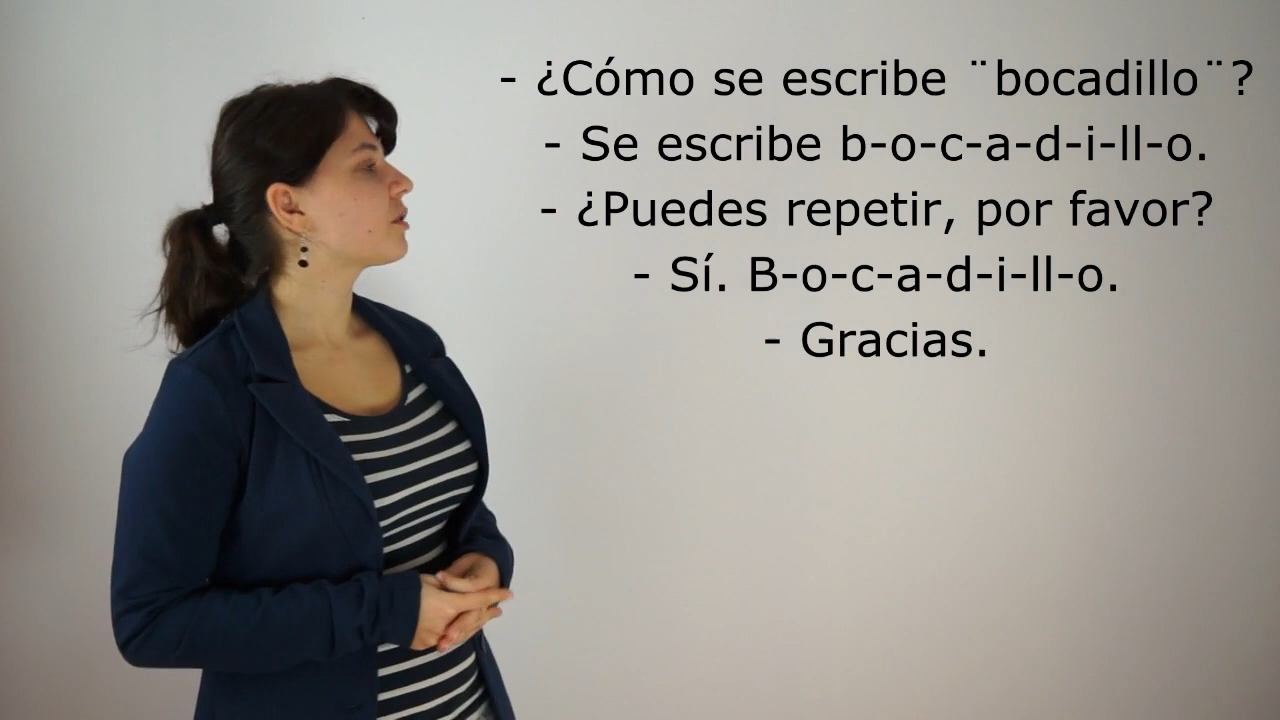 - ¿Cómo se escribe ¨bocadillo¨?
- Se escribe b-o-c-a-d-i-ll-o.
- ¿Puedes repetir, por favor?
- Sí. B-o-c-a-d-i-ll-o.
- Gracias.